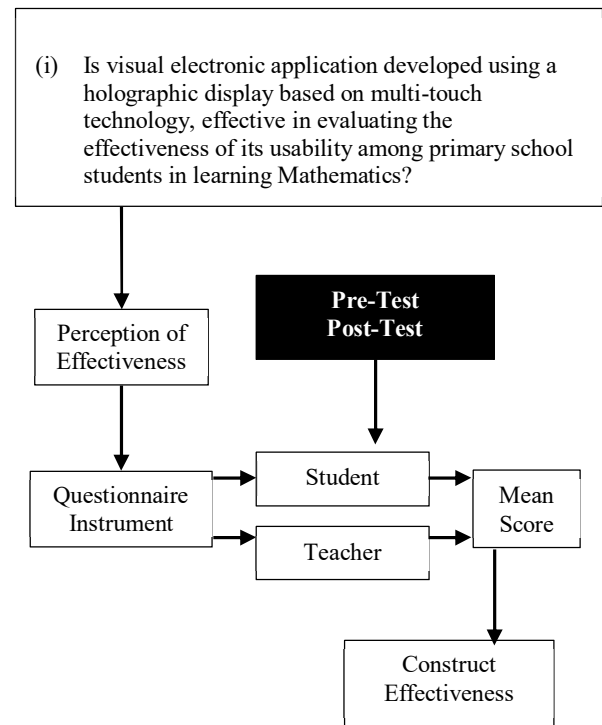 (i) Is visual electronic application developed using a
holographic display based on multi-touch
technology, effective in evaluating the
effectiveness of its usability among primary school
students in learning Mathematics?
Pre-Test
Post-Test
Perception of
Effectiveness
Questionnaire
Instrument
Student
Teacher
Mean
Score
Construct
Effectiveness